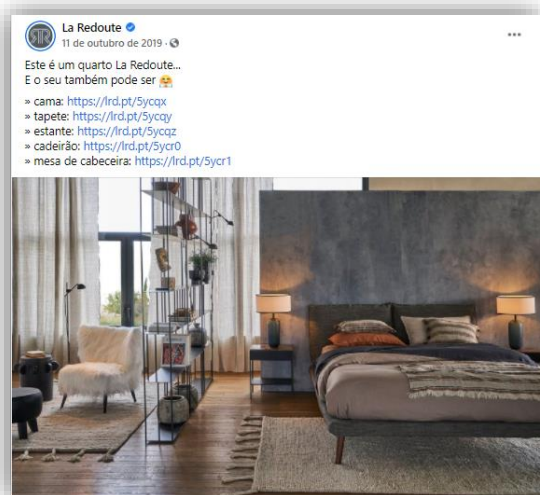 La Redoute
11 de outubro de 2019 ·
Este é um quarto La Redoute...
E o seu também pode ser 🤗
» cama: https://lrd.pt/5ycqx
» tapete: https://lrd.pt/5ycqy
» estante: https://lrd.pt/5ycqz
» cadeirão: https://lrd.pt/5ycr0
» mesa de cabeceira: https://lrd.pt/5ycr1